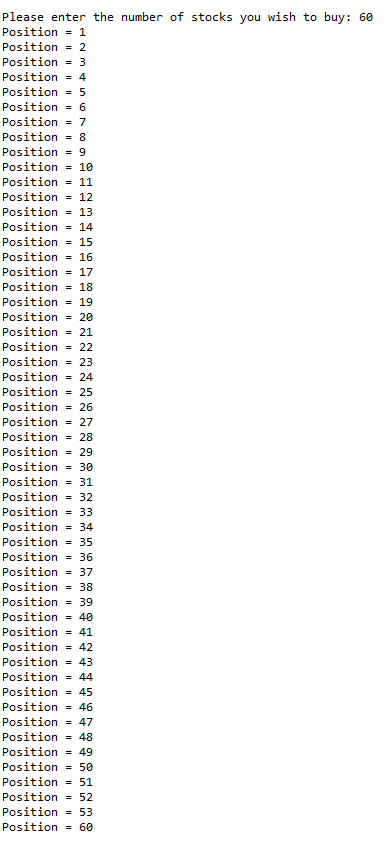 Please enter the number of stocks you wish to buy: 60
Position = 1
Position = 2
Position = 3
Position = 4
Position = 5
Position = 6
Position = 7
Position = 8
Position = 9
Position = 10
Position = 11
Position = 12
Position = 13
Position = 14
Position = 15
Position = 16
Position = 17
Position = 18
Position = 19
Position = 20
Position = 21
Position = 22
Position = 23
Position = 24
Position = 25
Position = 26
Position = 27
Position = 28
Position = 29
Position = 30
Position = 31
Position = 32
Position = 33
Position = 34
Position = 35
Position = 36
Position = 37
Position = 38
Position = 39
Position = 40
Position = 41
Position = 42
Position = 43
Position = 44
Position = 45
Position = 46
Position = 47
Position = 48
Position = 49
Position = 50
Position = 51
Position = 52
Position = 53
Position = 60